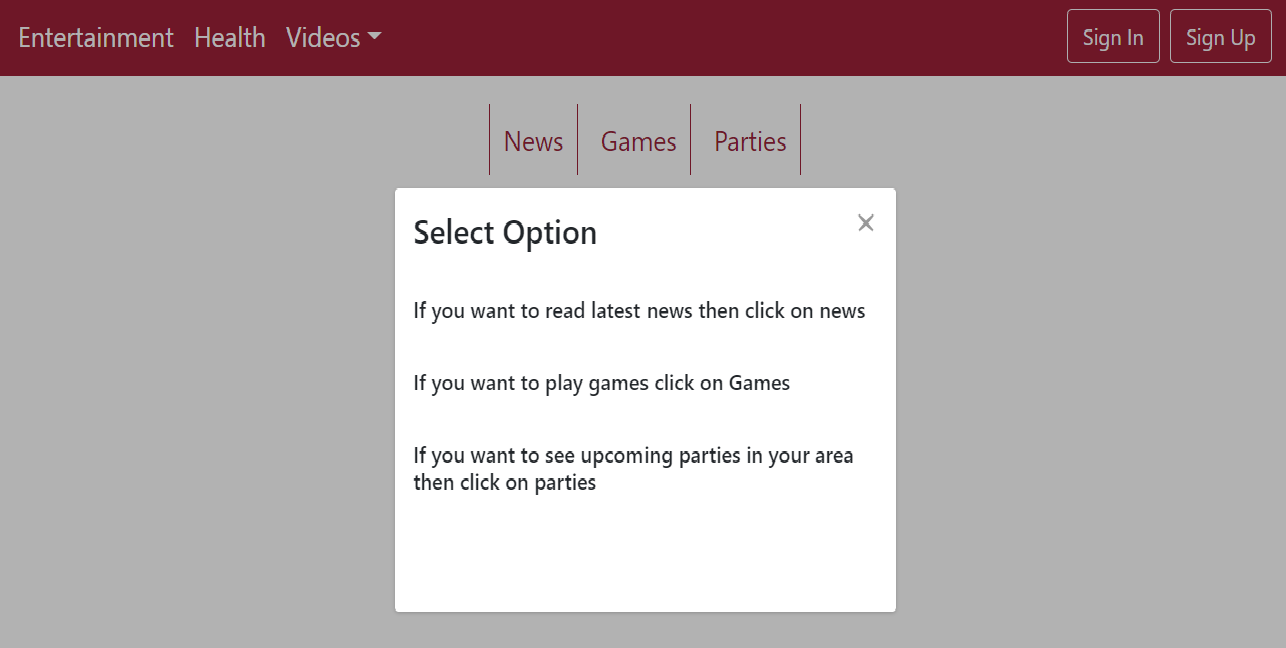 Entertainment Health Videos Sign In Sign Up
News Games Parties
Select Option
If you want to read latest news then click on news
If you want to play games click on Games
If you want to see upcoming parties in your area
then click on parties